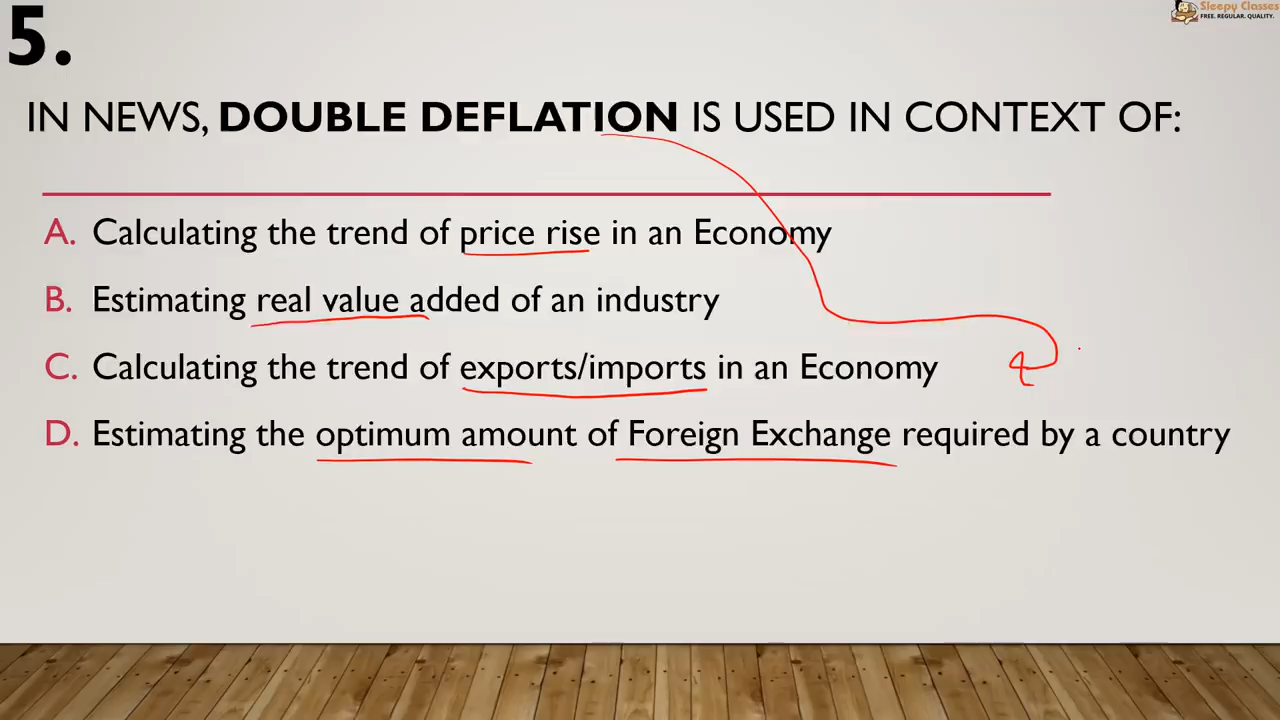 Sleepy Classes
FREE. REGULAR. QUALITY.
5.
IN NEWS, DOUBLE DEFLATION IS USED IN CONTEXT OF:
A. Calculating the trend of price rise in an Economy
B. Estimating real value added of an industry
C. Calculating the trend of exports/imports in an Economy
D. Estimating the optimum amount of Foreign Exchange required by a country